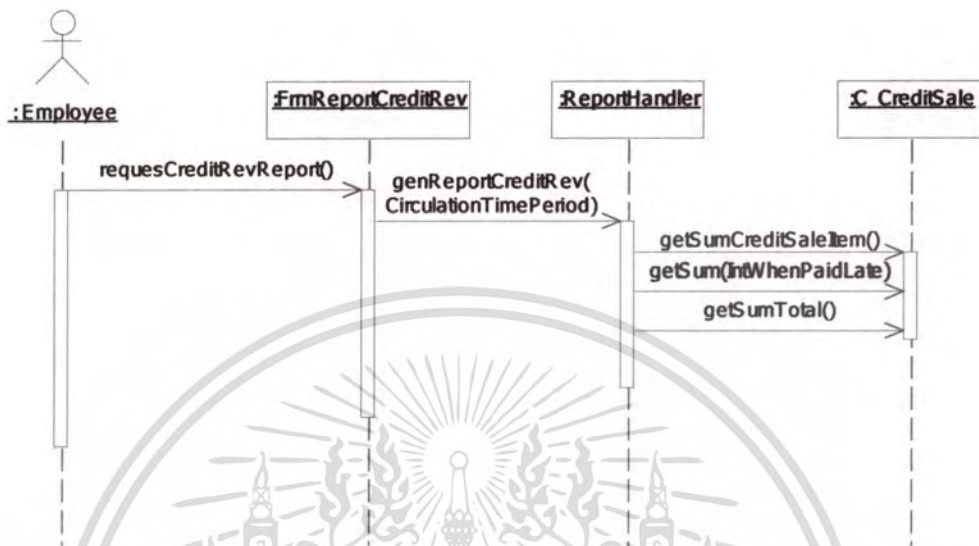 :Employee
:FrmReportCreditRev
:ReportHandler
:C_CreditSale
requesCreditRevReport()
genReportCreditRev(
CirculationTimePeriod)
getSumCreditSaleItem()
getSum(IntWhenPaidLate)
getSumTotal()